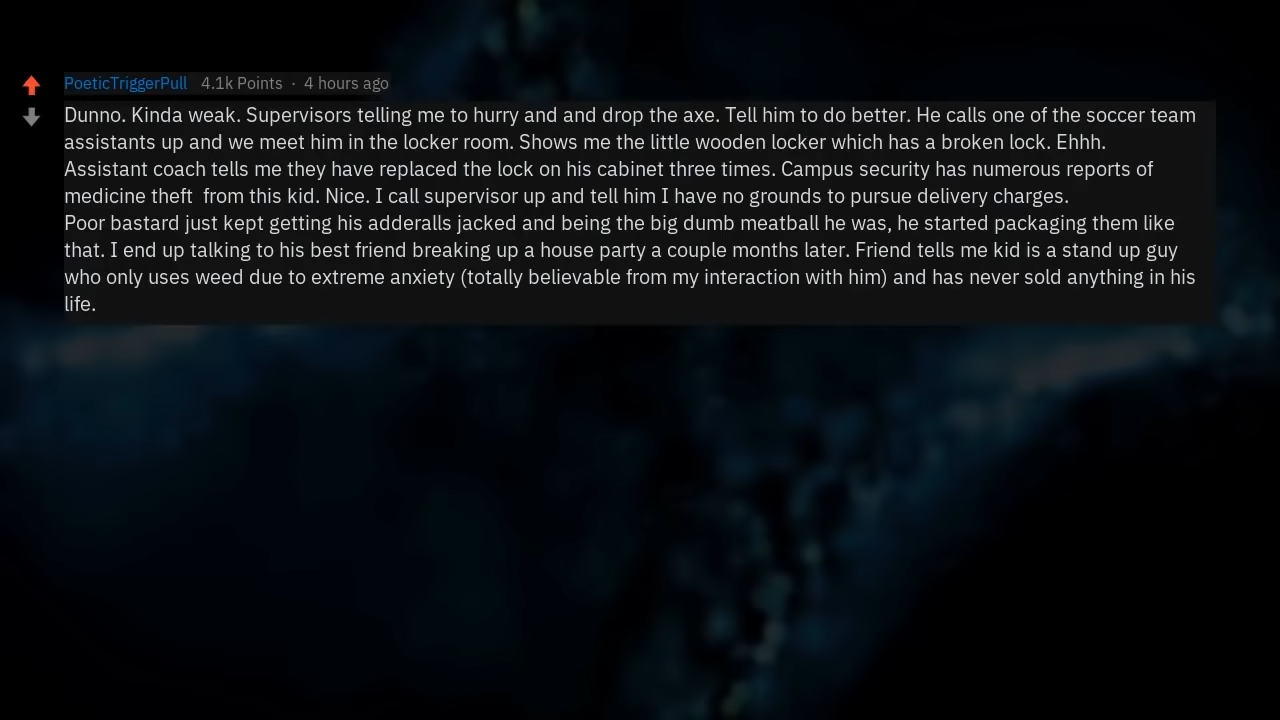 PoeticTriggerPull 4.1k Points · 4 hours ago
Dunno. Kinda weak. Supervisors telling me to hurry and and drop the axe. Tell him to do better. He calls one of the soccer team
assistants up and we meet him in the locker room. Shows me the little wooden locker which has a broken lock. Ehhh.
Assistant coach tells me they have replaced the lock on his cabinet three times. Campus security has numerous reports of
medicine theft  from this kid. Nice. I call supervisor up and tell him I have no grounds to pursue delivery charges.
Poor bastard just kept getting his adderalls jacked and being the big dumb meatball he was, he started packaging them like
that. I end up talking to his best friend breaking up a house party a couple months later. Friend tells me kid is a stand up guy
who only uses weed due to extreme anxiety (totally believable from my interaction with him) and has never sold anything in his
life.